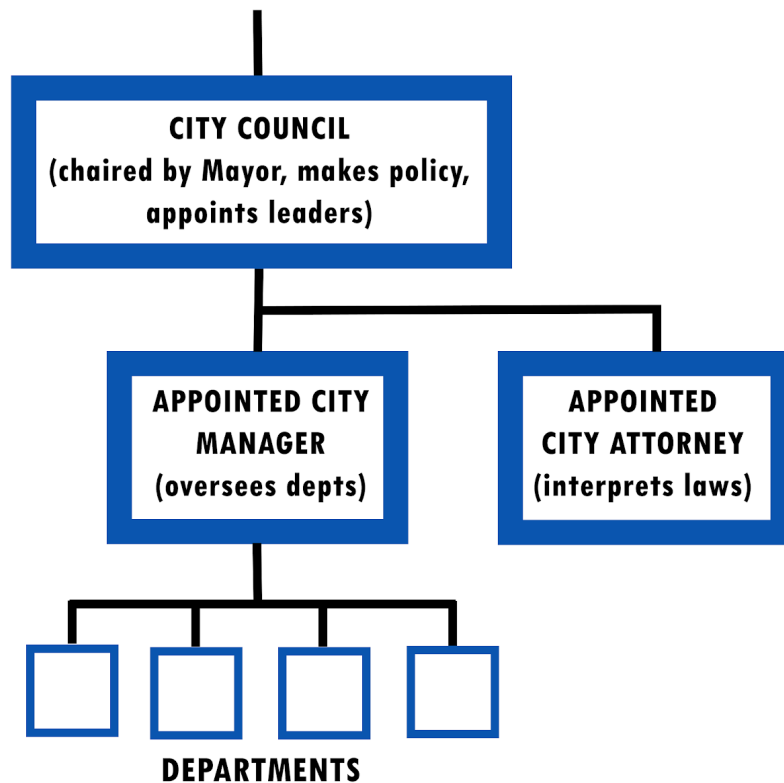 CITY COUNCIL
(chaired by Mayor, makes policy,
appoints leaders)
APPOINTED CITY
MANAGER
(oversees depts)
APPOINTED
CITY ATTORNEY
(interprets laws)
DEPARTMENTS